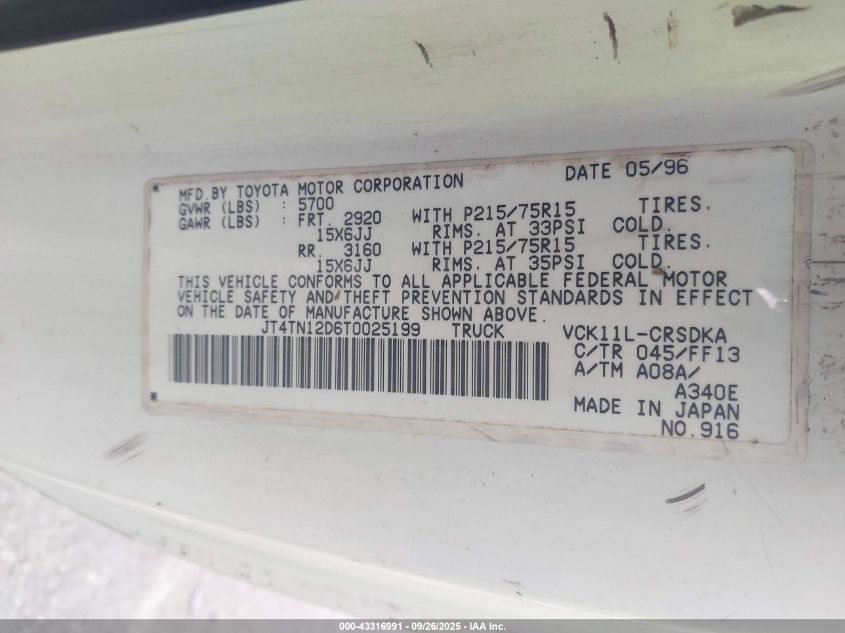 DATE 05/96
MFD.BY TOYOTA MOTOR CORPORATION
GVWR (LBS) : 5700
GAWR (LBS) : FRT. 2920 WITH P215/75R15 TIRES.
15X6JJ RIMS. AT 33PSI COLD.
RR. 3160 WITH P215/75R15 TIRES.
15X6JJ RIMS. AT 35PSI COLD.
THIS VEHICLE CONFORMS TO ALL APPLICABLE FEDERAL MOTOR
VEHICLE SAFETY AND THEFT PREVENTION STANDARDS IN EFFECT
ON THE DATE OF MANUFACTURE SHOWN ABOVE.
JT4TN12D6T0025199 TRUCK VCK11L-CRSDKA
C/TR 045/FF13
A/TM A08A/
A340E
MADE IN JAPAN
NO.916
000-43316991 - 09/26/2025 - IAA Inc.